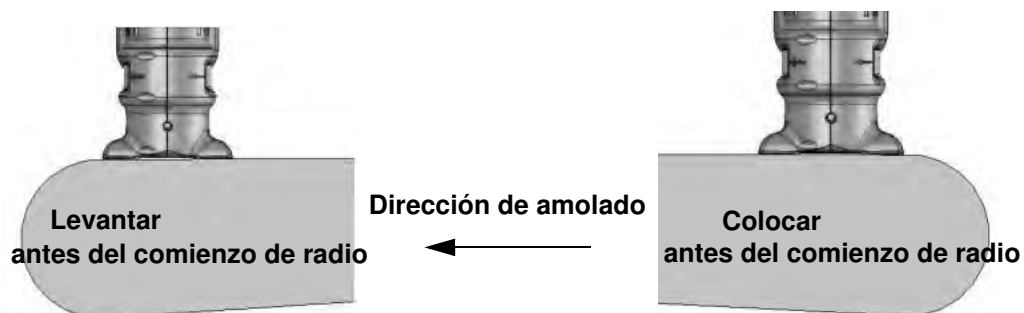 Levantar
antes del comienzo de radio
Dirección de amolado
Colocar
antes del comienzo de radio